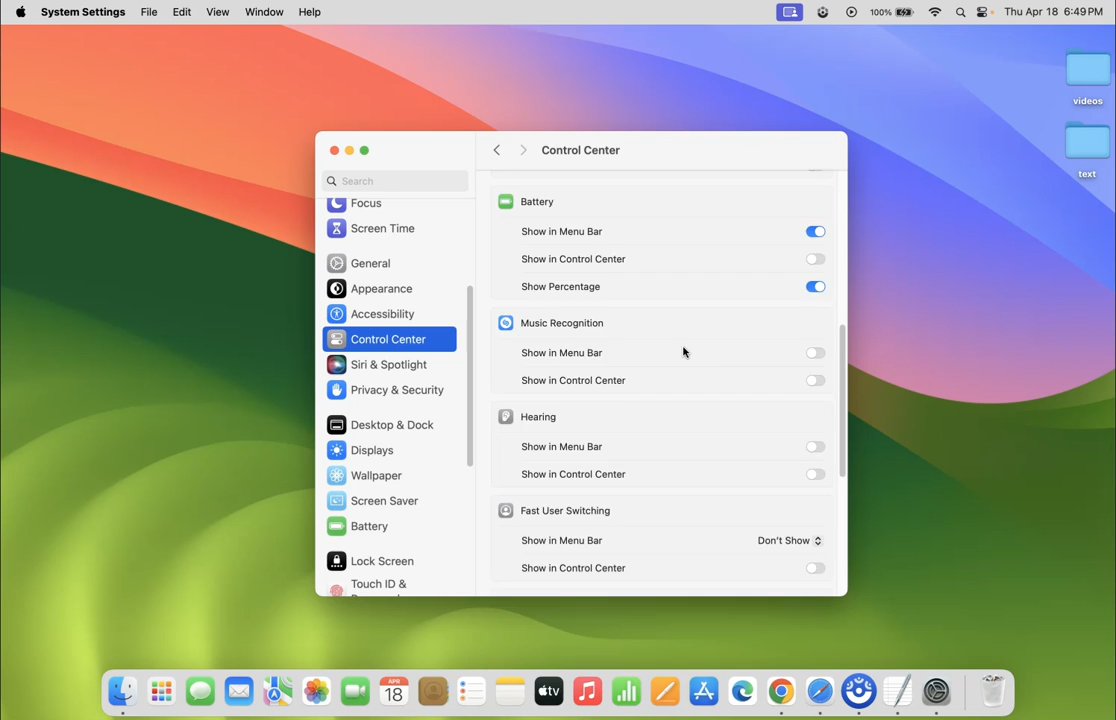 System Settings File Edit View Window Help 100% Thu Apr 18 6:49 PM
videos
text
Search
Focus
Screen Time
General
Appearance
Accessibility
Control Center
Siri & Spotlight
Privacy & Security
Desktop & Dock
Displays
Wallpaper
Screen Saver
Battery
Lock Screen
Touch ID &
Control Center
Battery
Show in Menu Bar
Show in Control Center
Show Percentage
Music Recognition
Show in Menu Bar
Show in Control Center
Hearing
Show in Menu Bar
Show in Control Center
Fast User Switching
Show in Menu Bar Don't Show
Show in Control Center
APR
18
tv